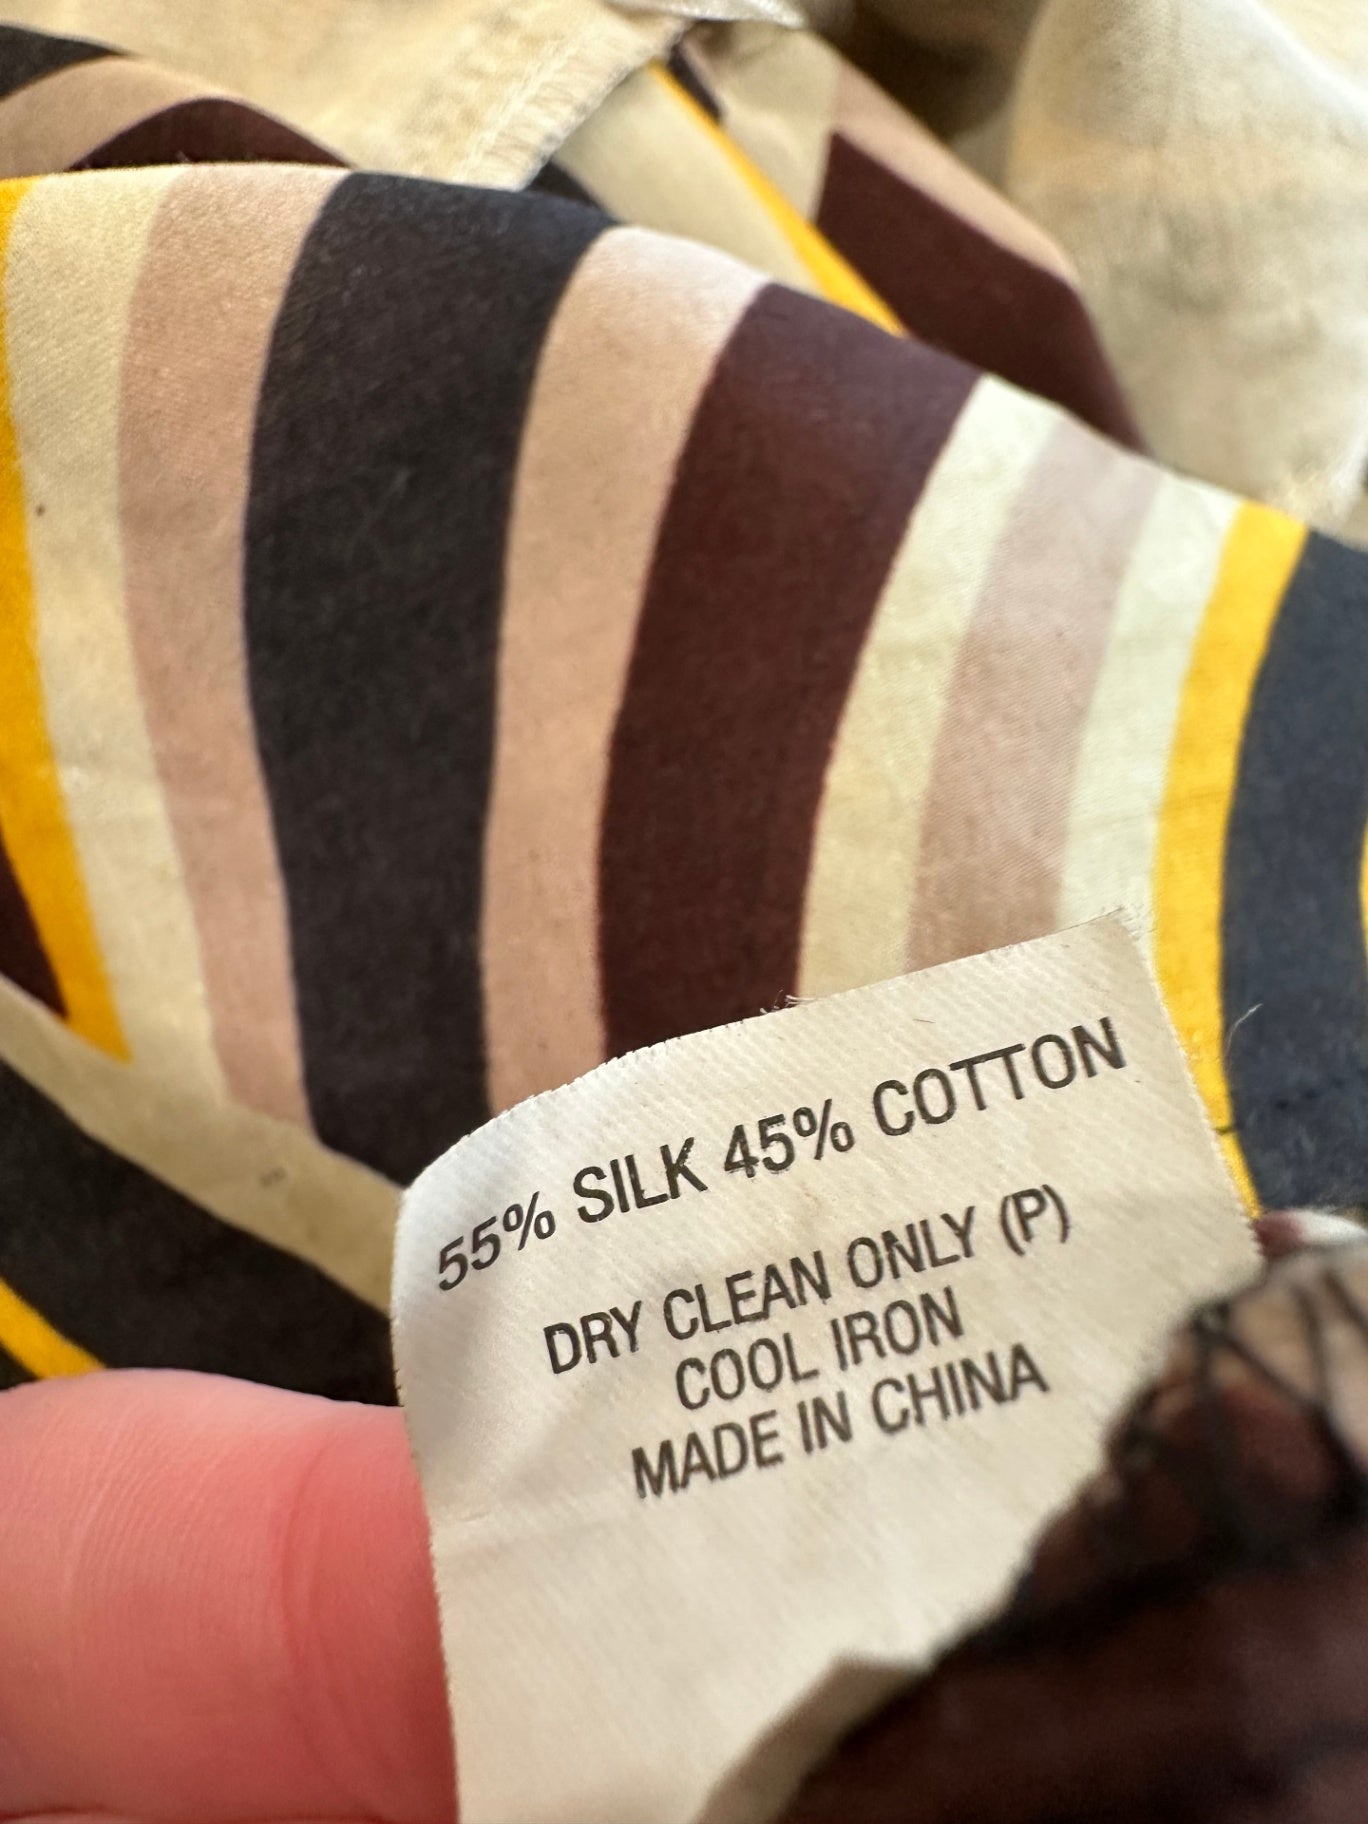 55% SILK 45% COTTON
DRY CLEAN ONLY (P)
COOL IRON
MADE IN CHINA